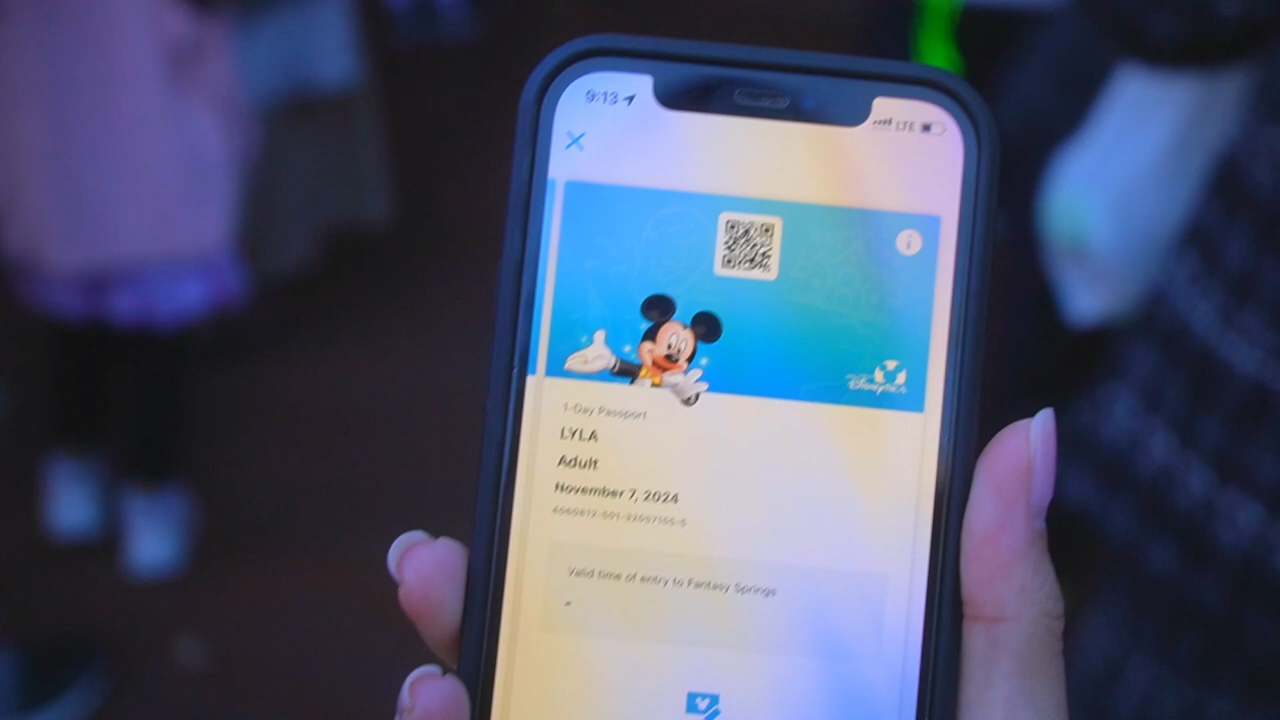 9:13
LTE
1-Day Passport
LYLA
Adult
November 7, 2024
Valid time of entry to Fantasy Springs
-